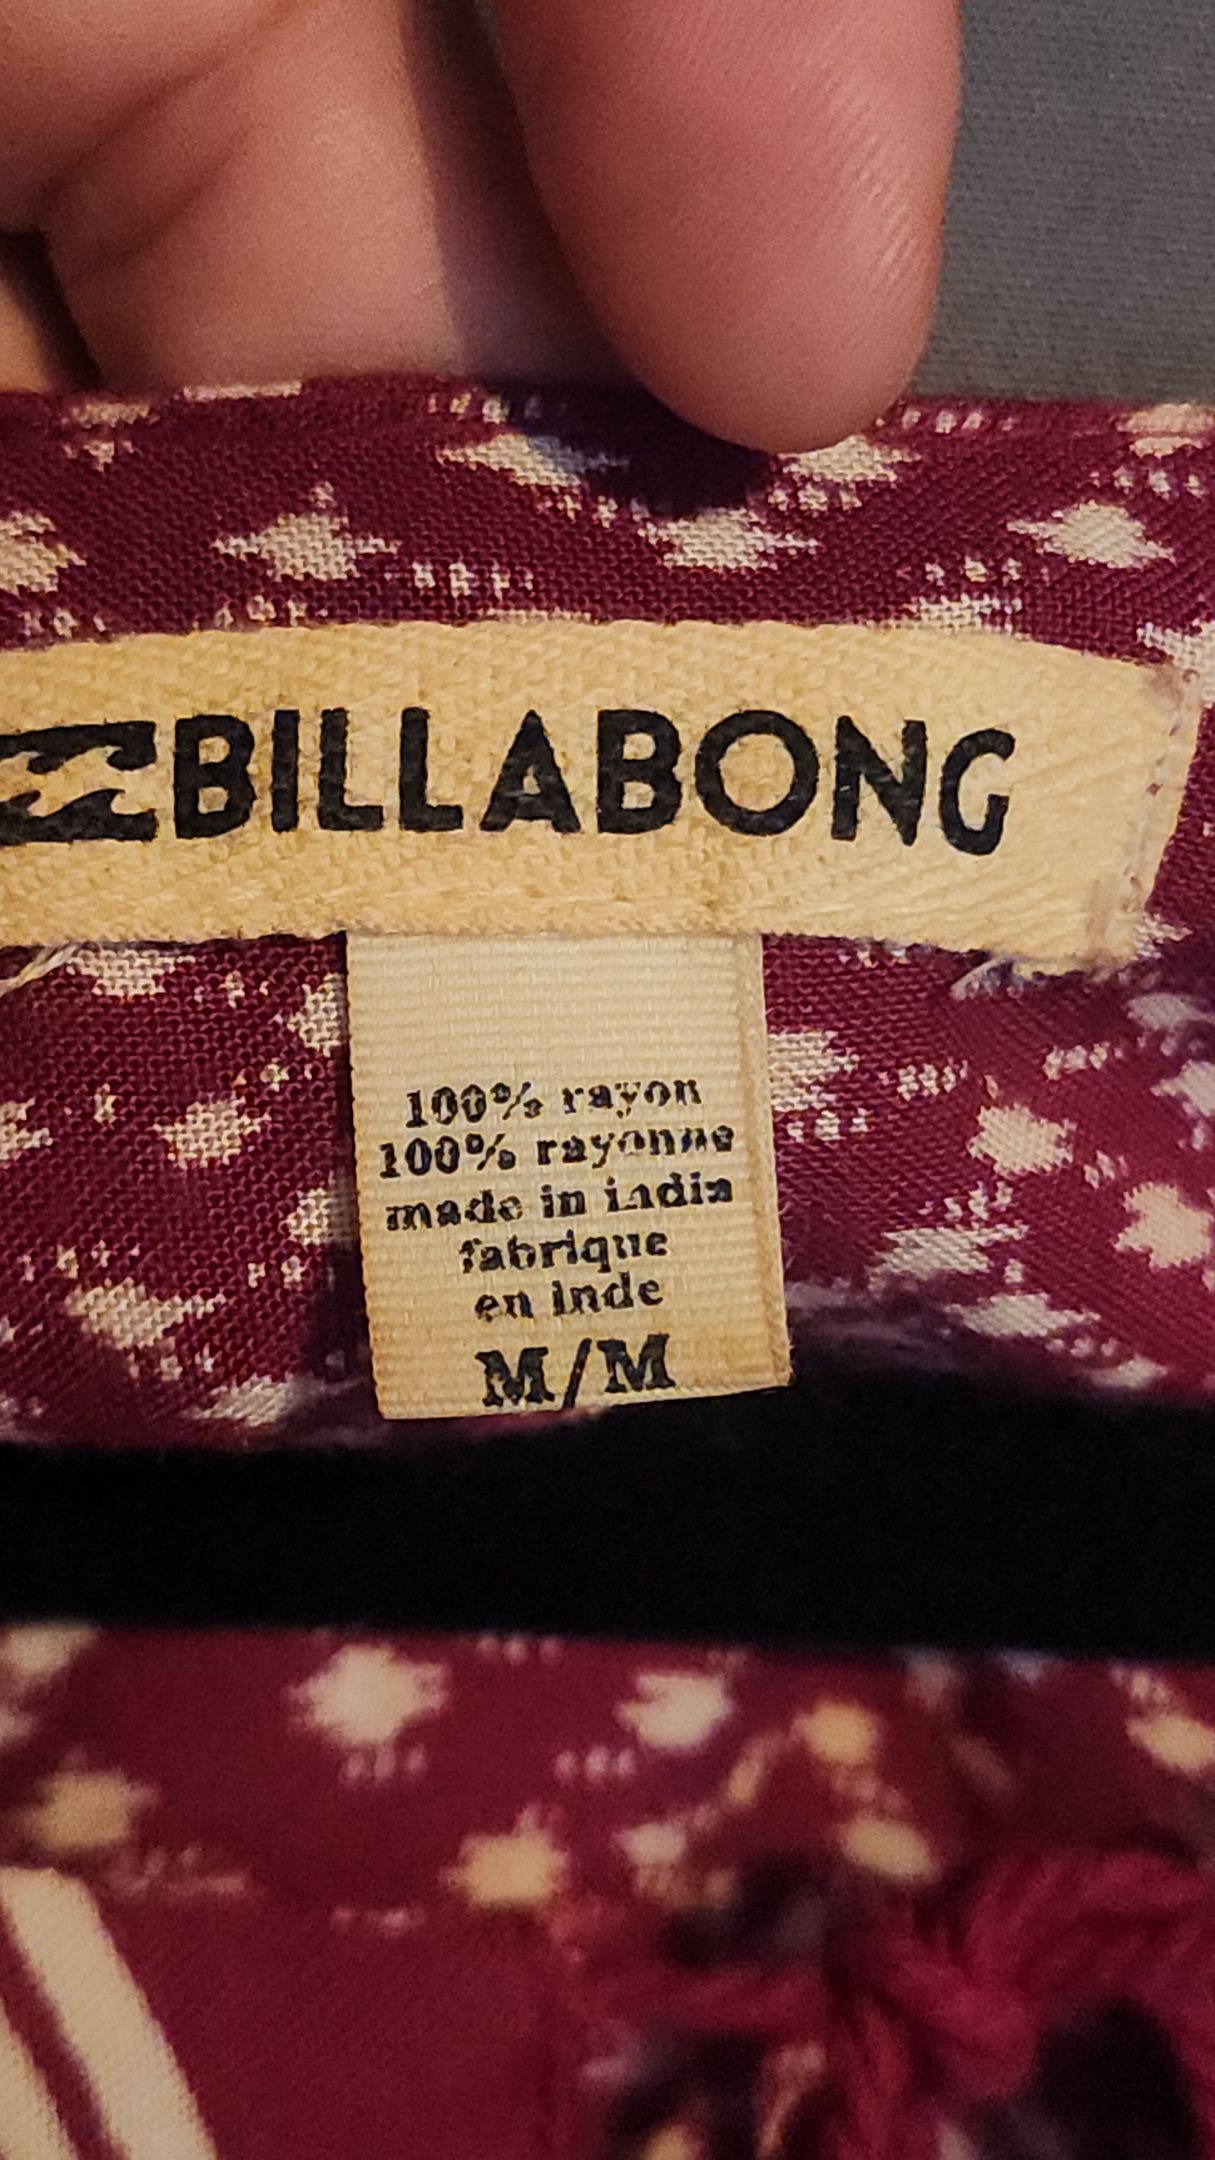 BILLABONG
100% rayon
100% rayonne
made in india
fabrique
en inde
M/M